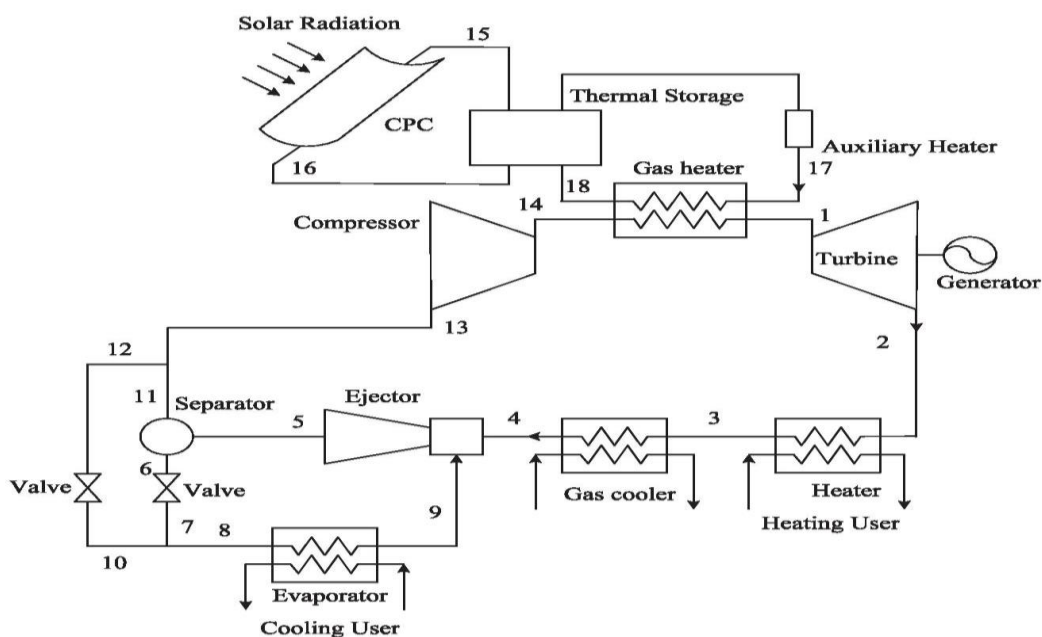 Solar Radiation
15
Thermal Storage
CPC
Auxiliary Heater
16
18
Gas heater
17
14
1
Compressor
Turbine
Generator
13
2
12
11
Separator
Ejector
5
4
3
6
Valve
Valve
Gas cooler
Heater
9
7
8
Heating User
10
Evaporator
Cooling User